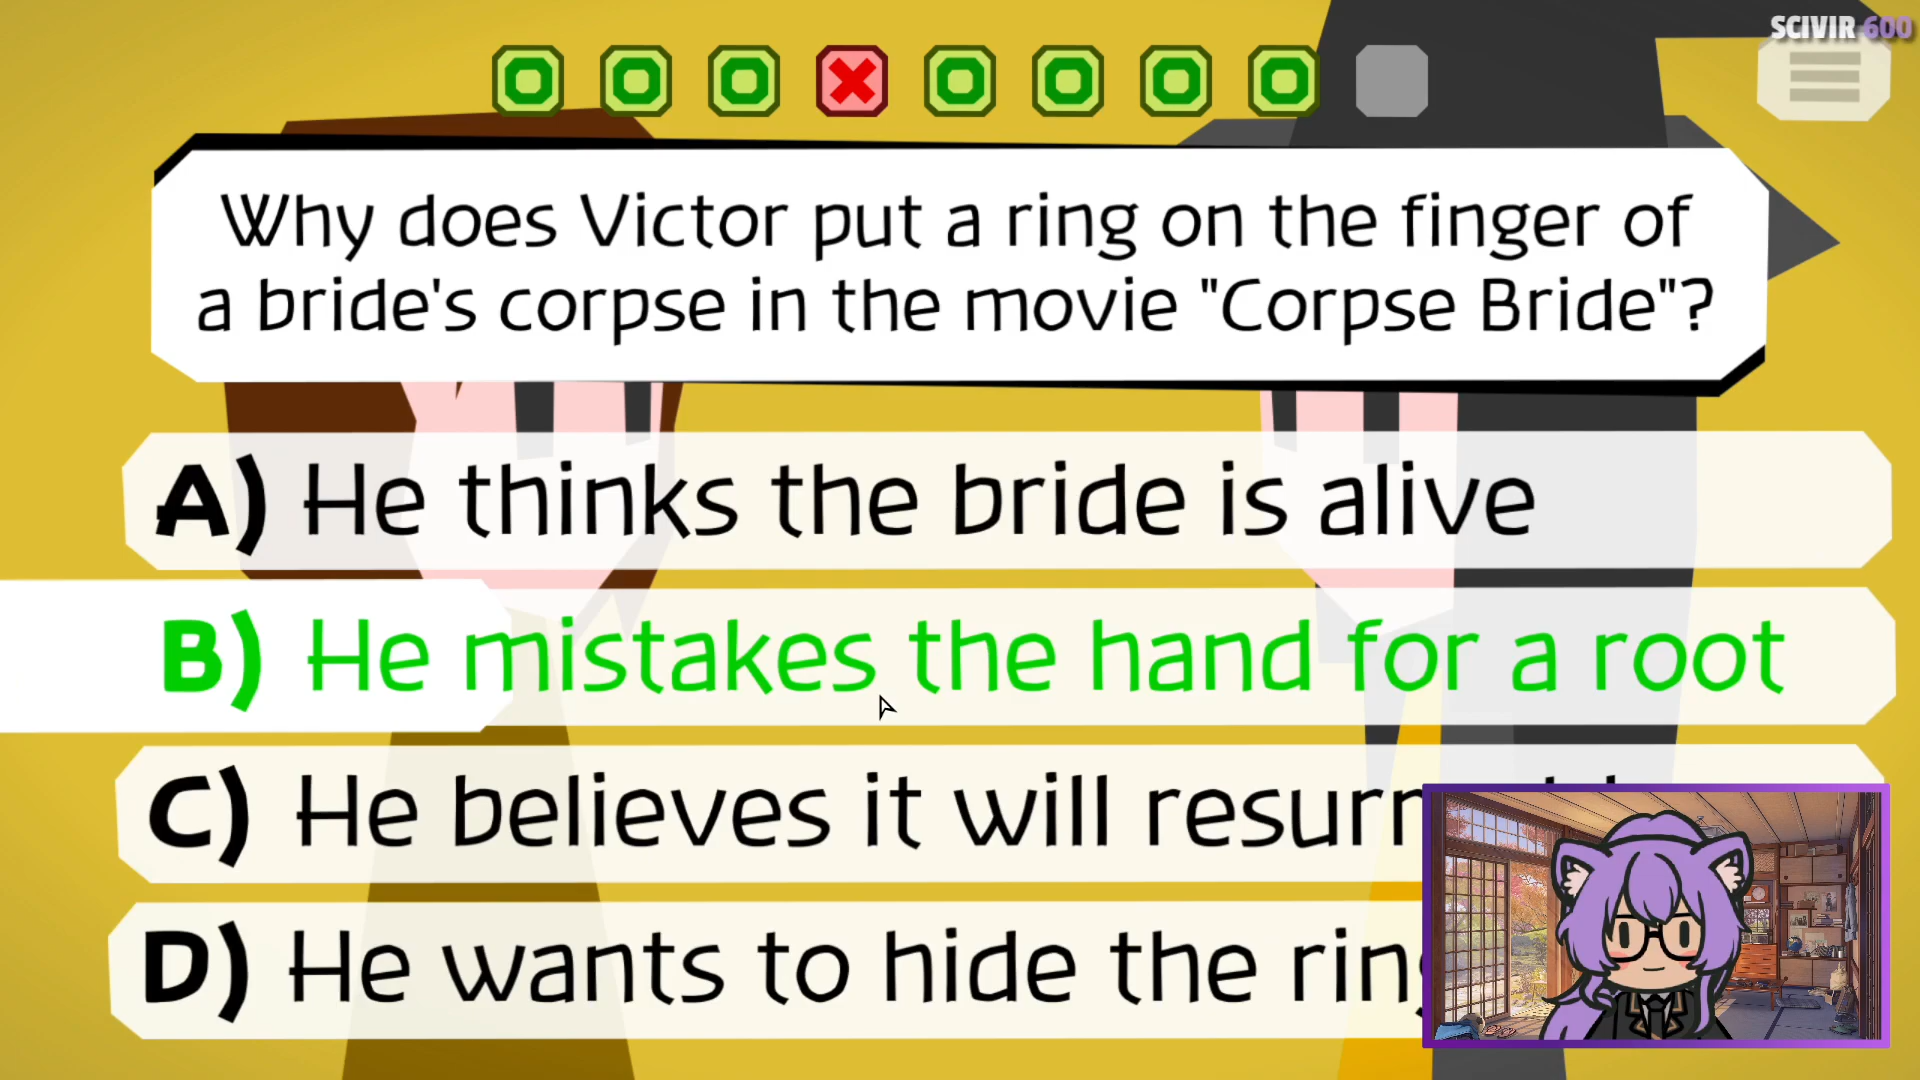 SCIVIR 600
Why does Victor put a ring on the finger of
a bride's corpse in the movie "Corpse Bride"?
A) He thinks the bride is alive
B) He mistakes the hand for a root
C) He believes it will
D) He wants to hide the